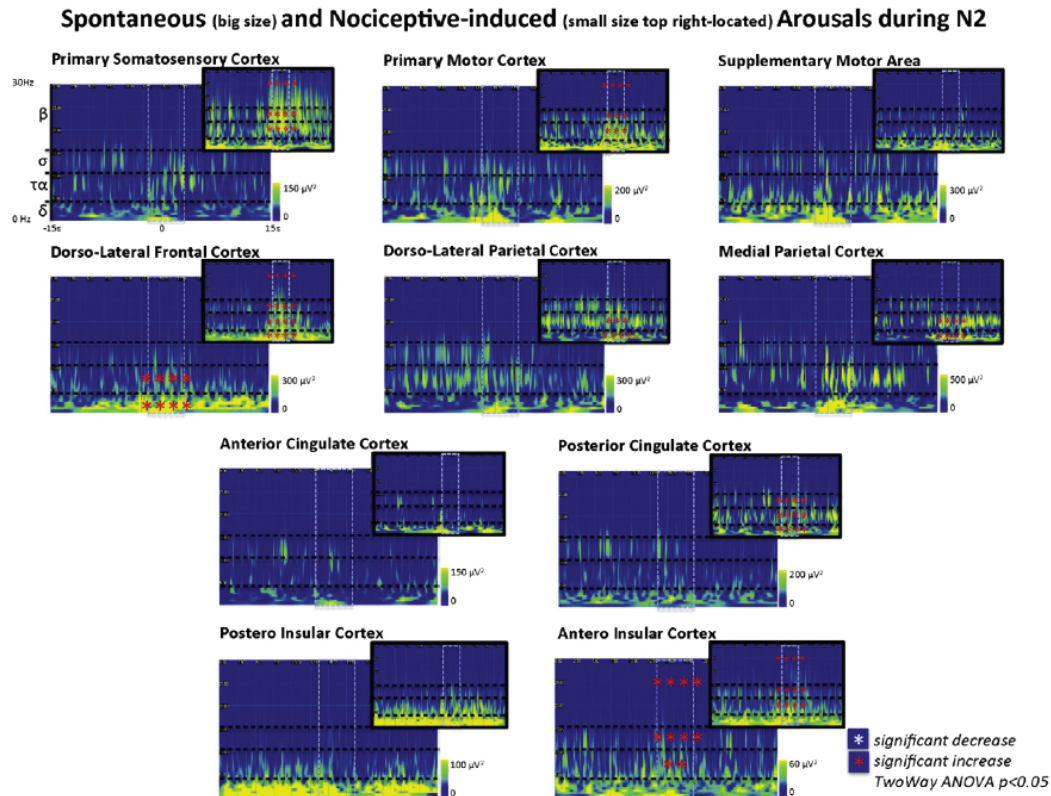 Spontaneous (big size) and Nociceptive-induced (small size top right-located) Arousals during N2
Primary Somatosensory Cortex
Primary Motor Cortex
Supplementary Motor Area
30Hz
β
σ
τα
δ
0 Hz
-15s
0
15s
150 µV²
0
200 µV²
0
300 µV²
0
Dorso-Lateral Frontal Cortex
Dorso-Lateral Parietal Cortex
Medial Parietal Cortex
300 µV²
0
300 µV²
0
500 µV²
0
Anterior Cingulate Cortex
Posterior Cingulate Cortex
150 µV²
0
200 µV²
0
Postero Insular Cortex
Antero Insular Cortex
100 µV²
0
60 µV²
0
* significant decrease
* significant increase
TwoWay ANOVA p<0.05